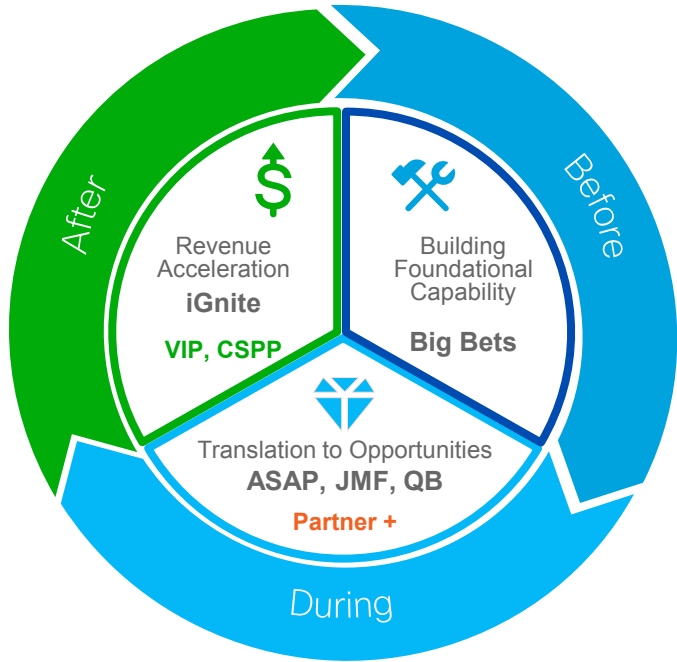 Before
Building
Foundational
Capability
Big Bets
During
Translation to Opportunities
ASAP, JMF, QB
Partner +
After
Revenue
Acceleration
iGnite
VIP, CSPP